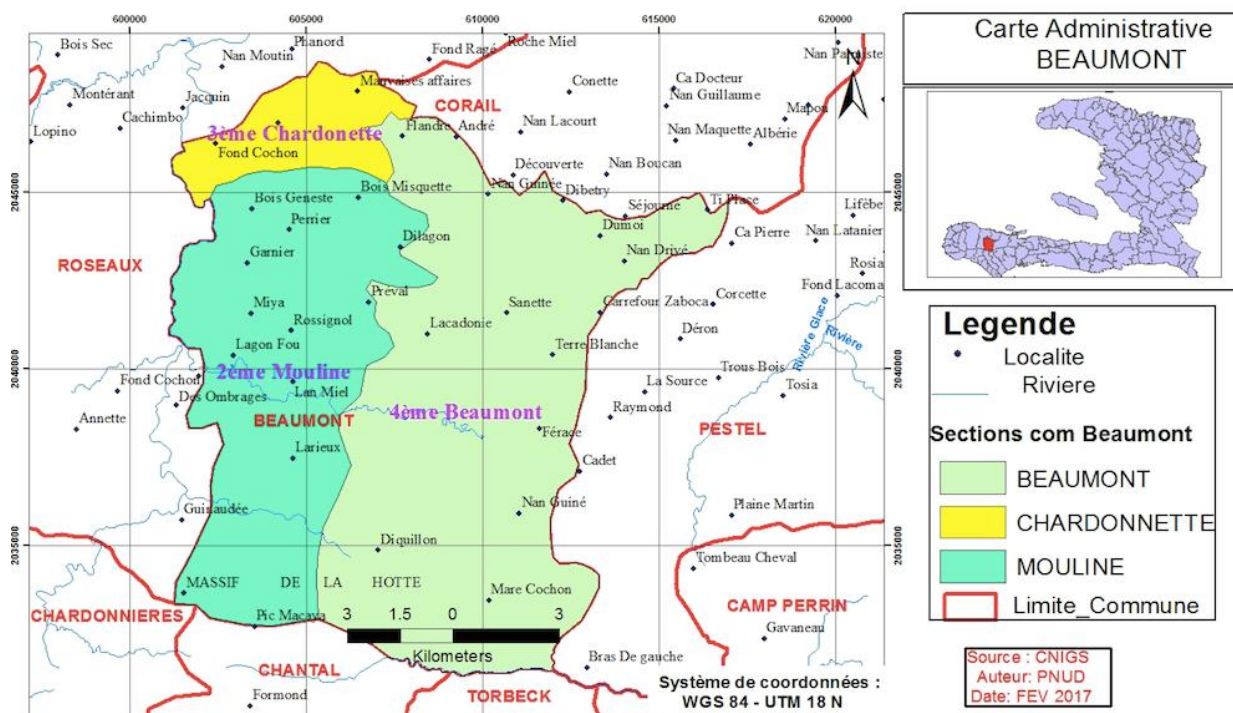 600000 605000 610000 615000 620000
Carte Administrative
BEAUMONT
Bois Sec
Phanord
Nan Moutin
Fond Ragé
Roche Miel
N
Montérant
Jacquin
Mauvaises affaires
Conette
Ca Docteur
Nan Guillaume
Cachimbo
CORAIL
Mapon
Lopino
3ème Chardonette
Flandre
André
Nan Lacourt
Nan Maquette
Albérie
Fond Cochon
Découverte
Nan Boucan
2045000
Bois Misquette
Nan Guinée
Dibetry
2045000
Bois Geneste
Séjourne
Ti Place
Lifèbe
Perrier
Dumoi
Ca Pierre
Nan Latanier
Garnier
Dilagon
Nan Drivé
ROSEAUX
Rosia
Préval
Fond Lacoma
Miya
Sanette
Carrefour Zaboca
Corcette
Rossignol
Lacadonie
Déron
Rivière Glace
Rivière
Lagon Fou
Terre Blanche
2040000
2040000
Fond Cochon
2ème Mouline
Trous Bois
Des Ombrages
Lan Miel
La Source
Tosia
Annette
BEAUMONT
4ème Beaumont
Raymond
Férace
PESTEL
Larieux
Cadet
Guinaudée
Nan Guiné
Plaine Martin
2035000
Diquillon
2035000
Tombeau Cheval
MASSIF DE LA HOTTE
Mare Cochon
CHARDONNIERES
Pic Macaya
CAMP PERRIN
3 1,5 0 3
Gavaneau
Kilometers
CHANTAL
Bras De gauche
Formond
TORBECK
Système de coordonnées :
WGS 84 - UTM 18 N
Legende
Localite
Riviere
Sections com Beaumont
BEAUMONT
CHARDONNETTE
MOULINE
Limite_Commune
Source : CNIGS
Auteur: PNUD
Date: FEV 2017